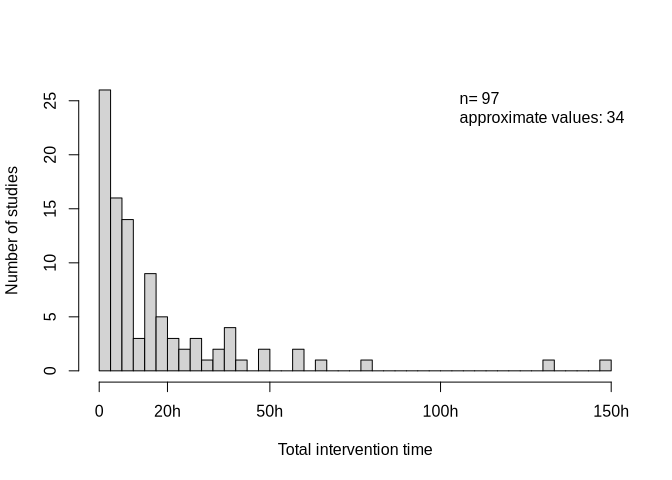 n= 97
approximate values: 34
Number of studies
25
20
15
10
5
0
0 20h 50h 100h 150h
Total intervention time